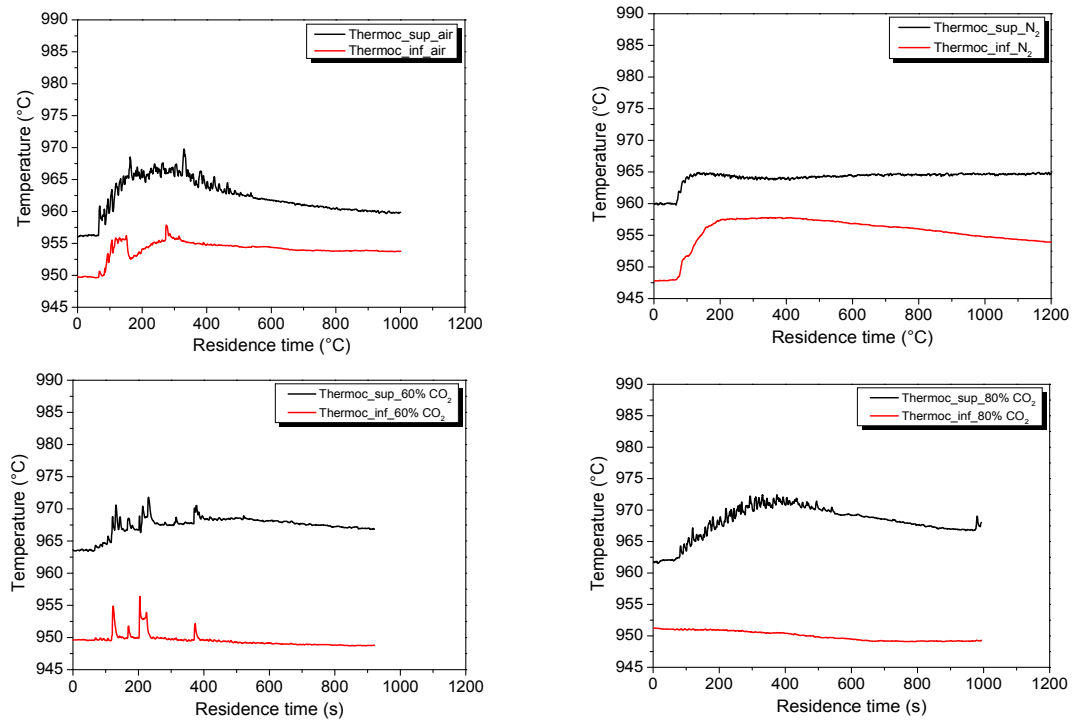 990
985
980
975
970
965
960
955
950
945
Temperature (°C)
Thermoc_sup_air
Thermoc_inf_air
0 200 400 600 800 1000 1200
Residence time (°C)
990
985
980
975
970
965
960
955
950
945
Temperature (°C)
Thermoc_sup_N₂
Thermoc_inf_N₂
0 200 400 600 800 1000 1200
Residence time (°C)
990
985
980
975
970
965
960
955
950
945
Temperature (°C)
Thermoc_sup_60% CO₂
Thermoc_inf_60% CO₂
0 200 400 600 800 1000 1200
Residence time (s)
990
985
980
975
970
965
960
955
950
945
Temperature (°C)
Thermoc_sup_80% CO₂
Thermoc_inf_80% CO₂
0 200 400 600 800 1000 1200
Residence time (s)